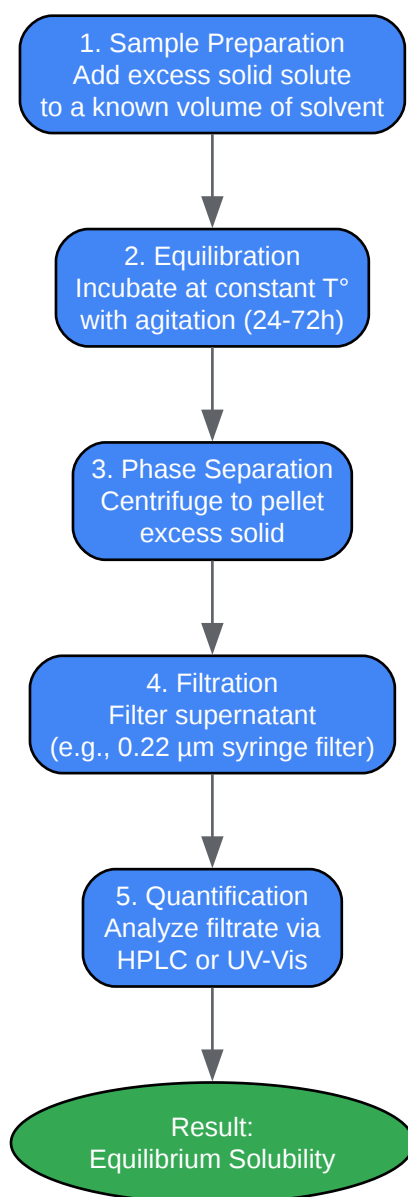 1. Sample Preparation
Add excess solid solute
to a known volume of solvent
2. Equilibration
Incubate at constant T°
with agitation (24-72h)
3. Phase Separation
Centrifuge to pellet
excess solid
4. Filtration
Filter supernatant
(e.g., 0.22 µm syringe filter)
5. Quantification
Analyze filtrate via
HPLC or UV-Vis
Result:
Equilibrium Solubility